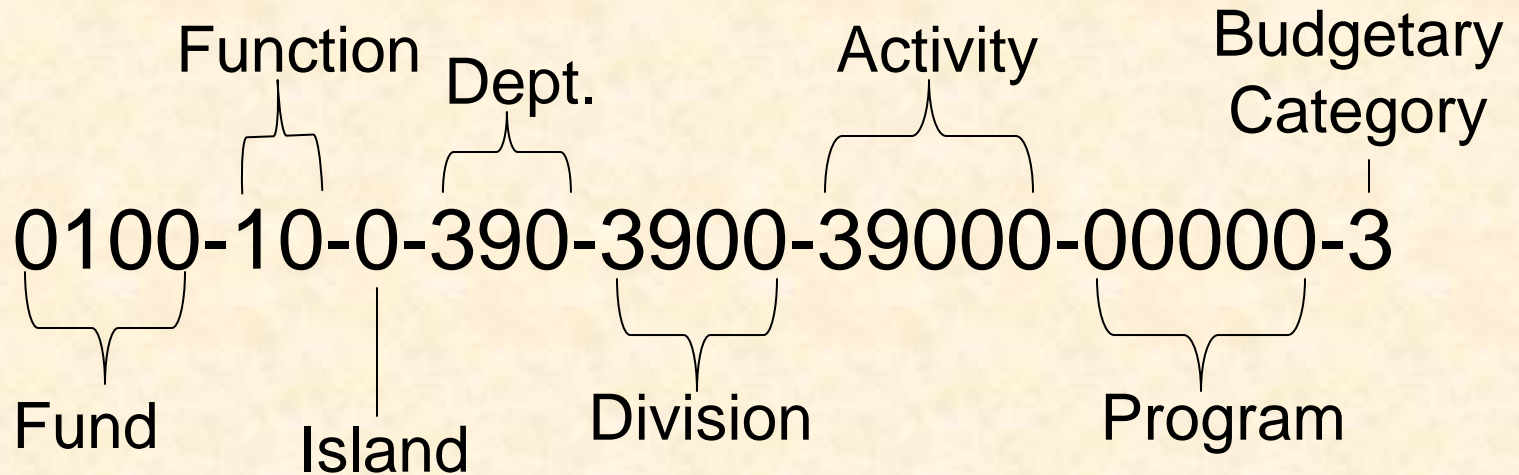 Function
Dept.
Activity
Budgetary
Category
0100-10-0-390-3900-39000-00000-3
Fund
Island
Division
Program